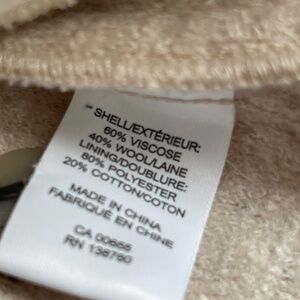 SHELL/EXTÉRIEUR:
60% VISCOSE
40% WOOL/LAINE
LINING/DOUBLURE:
80% POLYESTER
20% COTTON/COTON
MADE IN CHINA
FABRIQUÉ EN CHINE
CA 00655
RN 136760